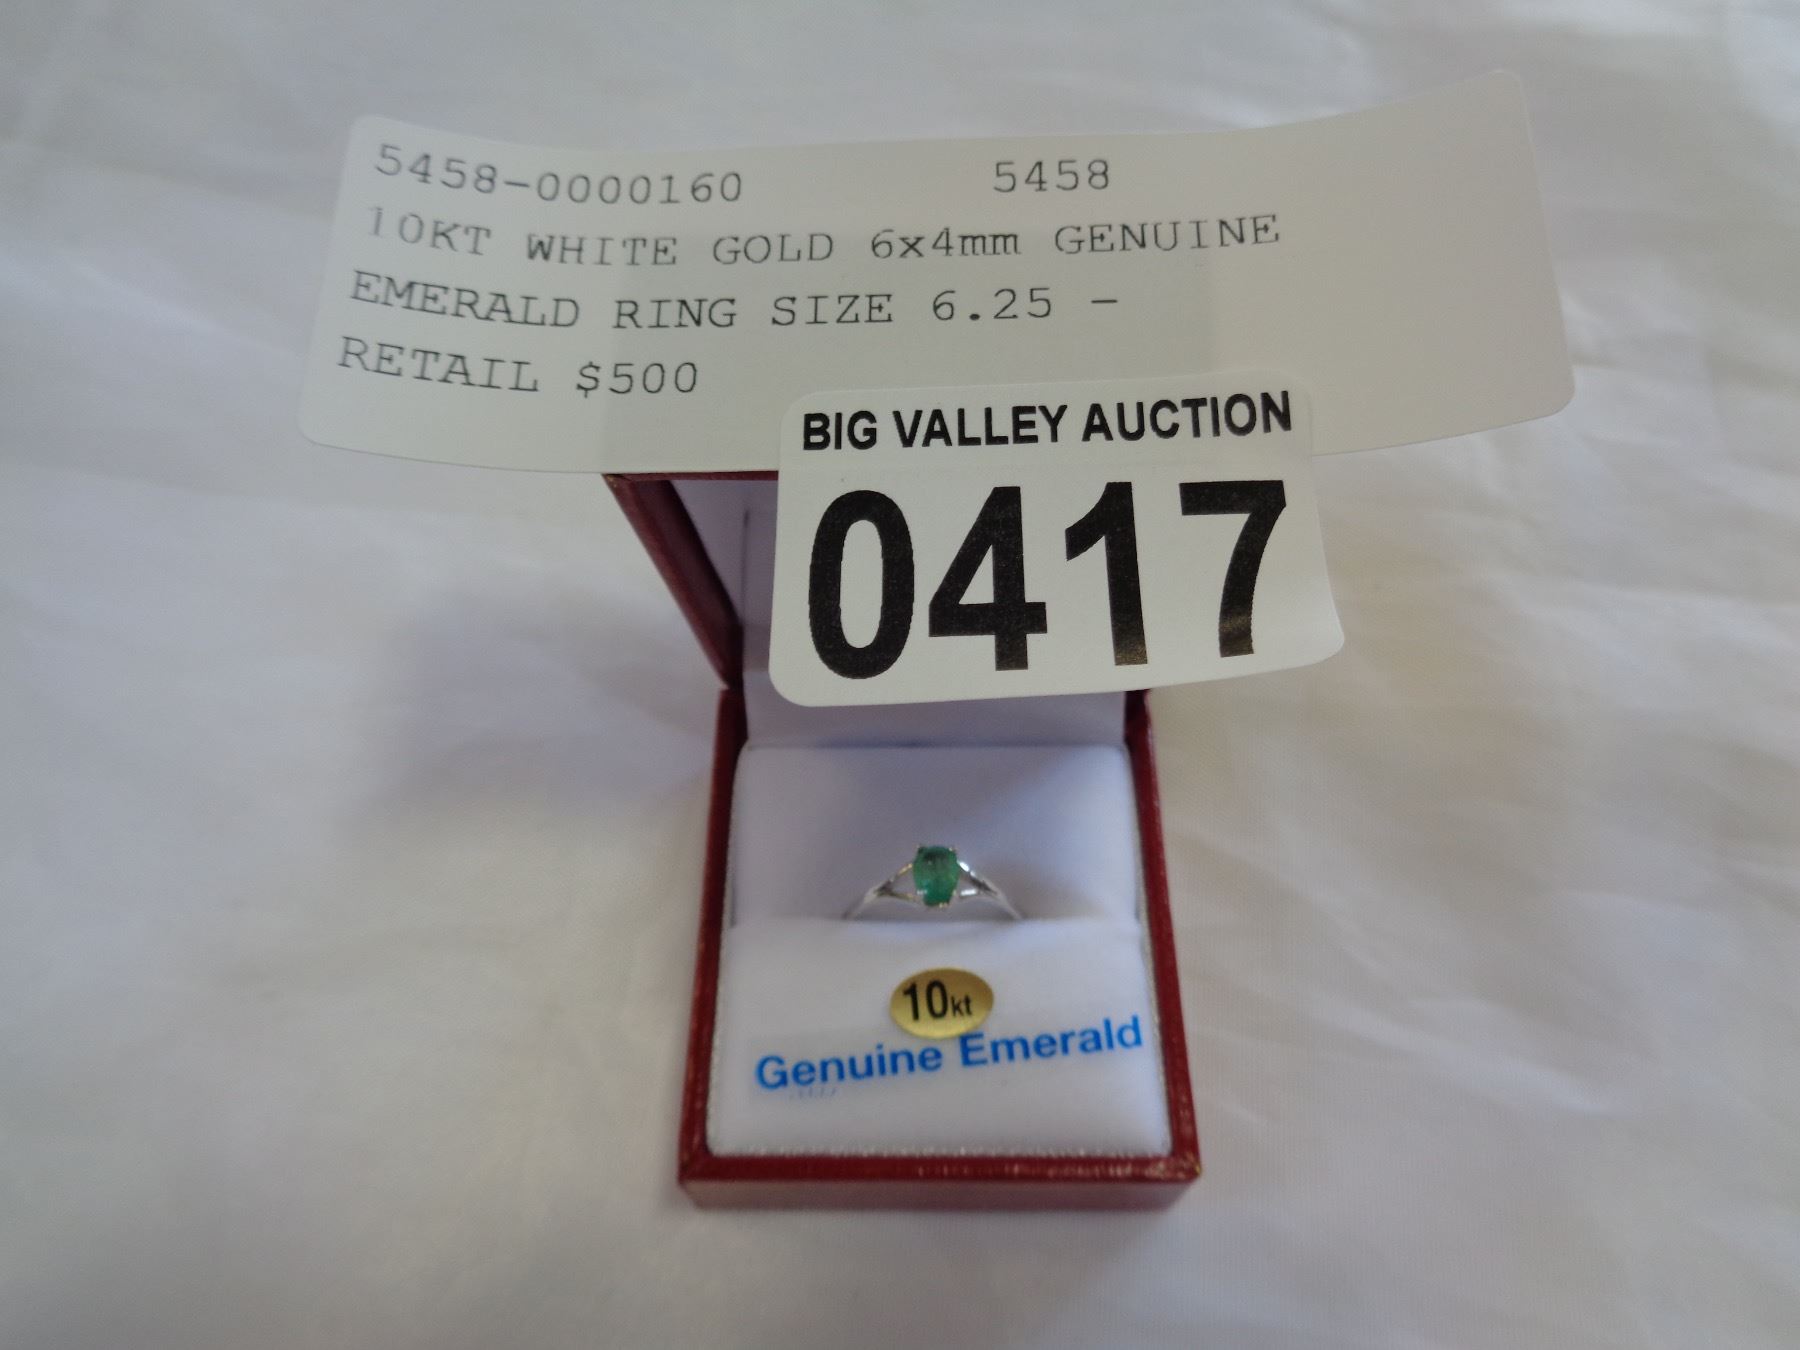 5458-0000160 5458
10KT WHITE GOLD 6x4mm GENUINE
EMERALD RING SIZE 6.25 -
RETAIL $500
BIG VALLEY AUCTION
0417
10kt
Genuine Emerald